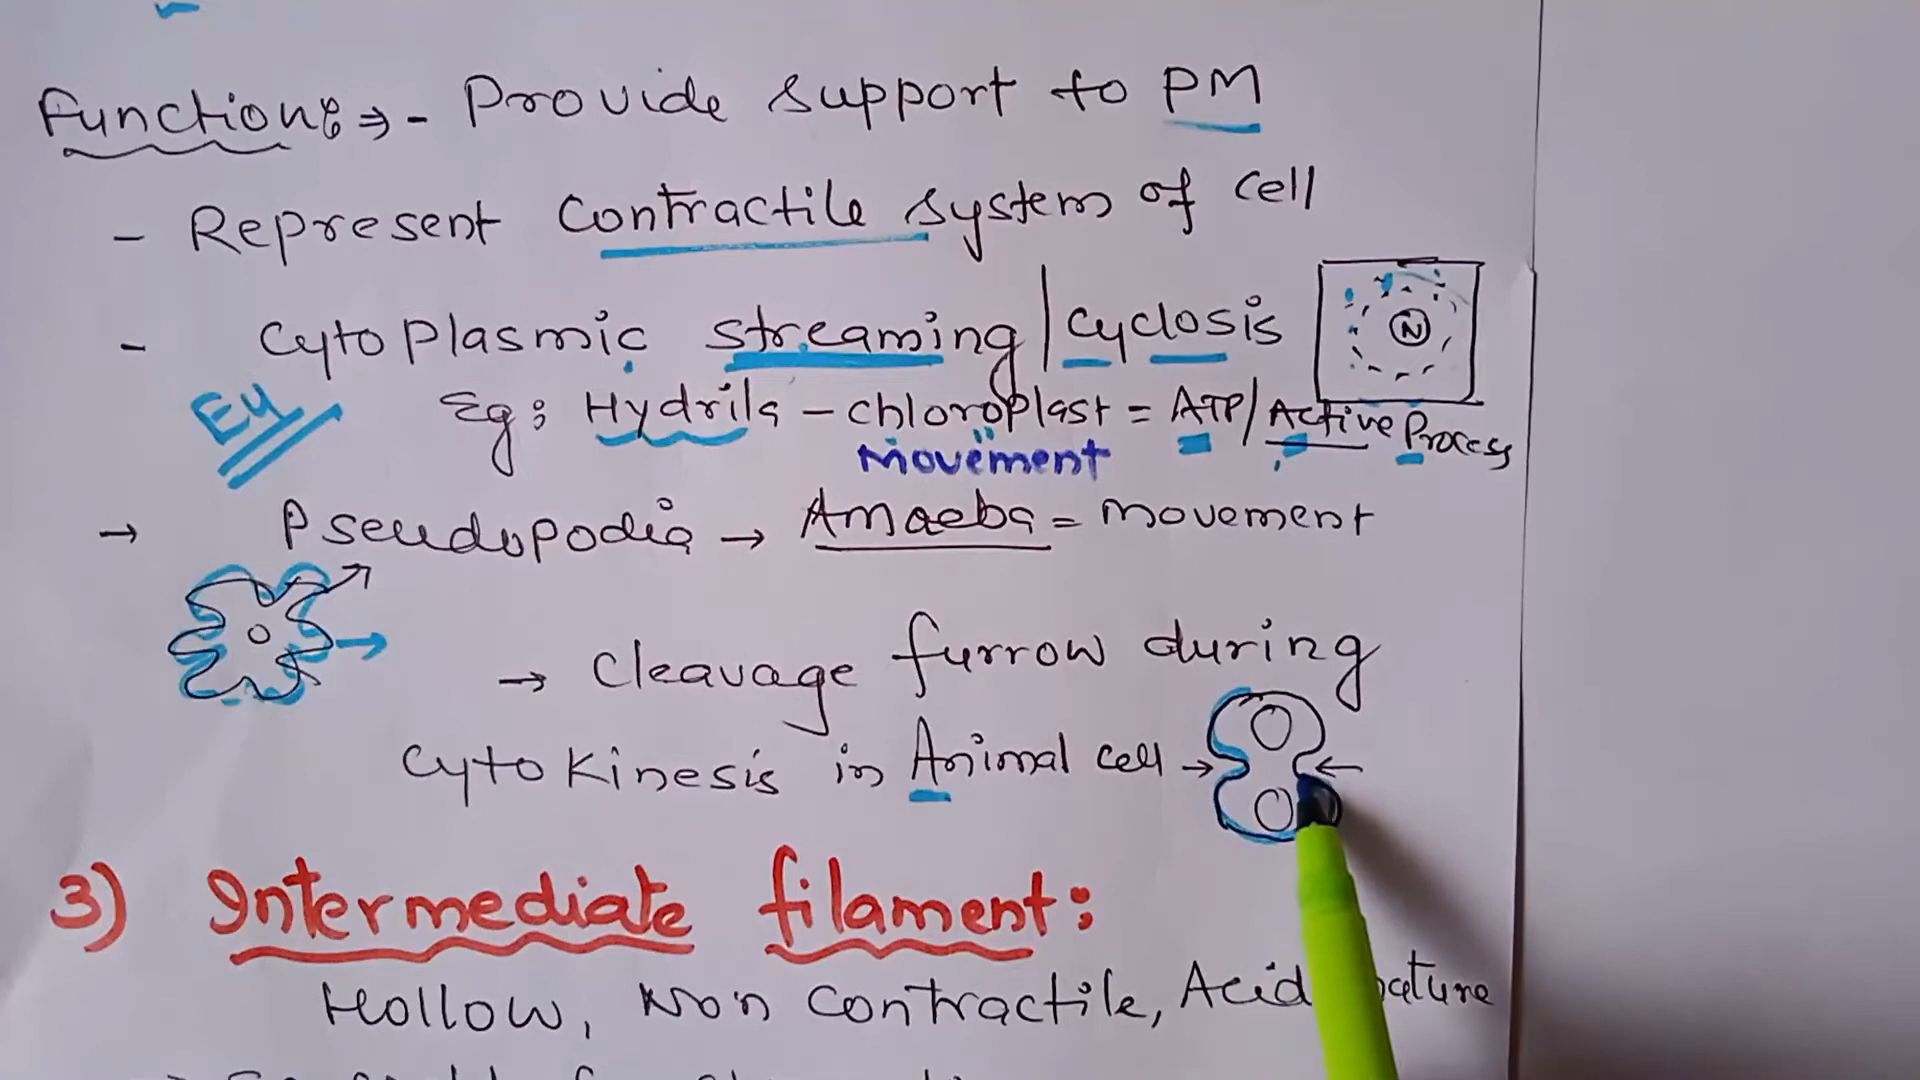 Functions ⇒ - Provide support to PM
- Represent Contractile system of cell
- Cytoplasmic streaming / Cyclosis
N
Eg: Hydrila - chloroplast = ATP / Active Process
Movement
→ Pseudopodia → Amaeba = movement
→ Cleavage furrow during
Cytokinesis in Animal cell →
3) Intermediate filament:
Hollow, Non contractile, Acid nature